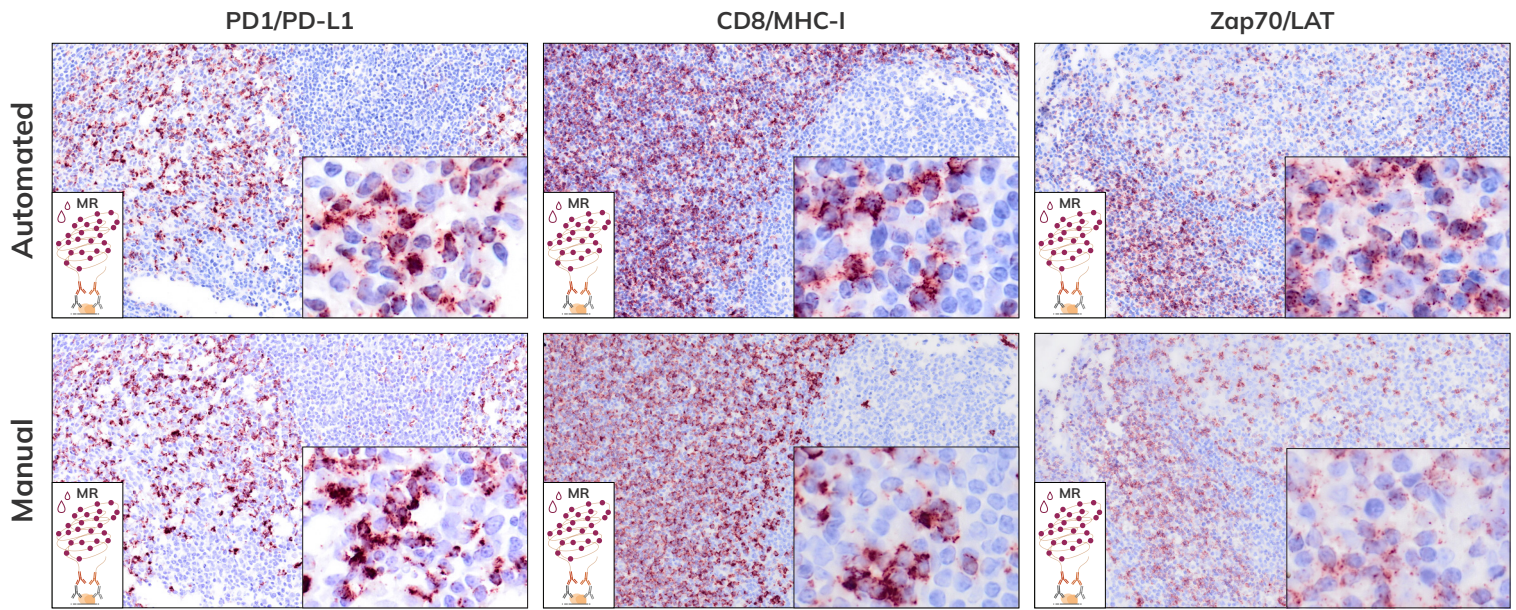 PD1/PD-L1
CD8/MHC-I
Zap70/LAT
Automated
MR
MR
MR
Manual
MR
MR
MR